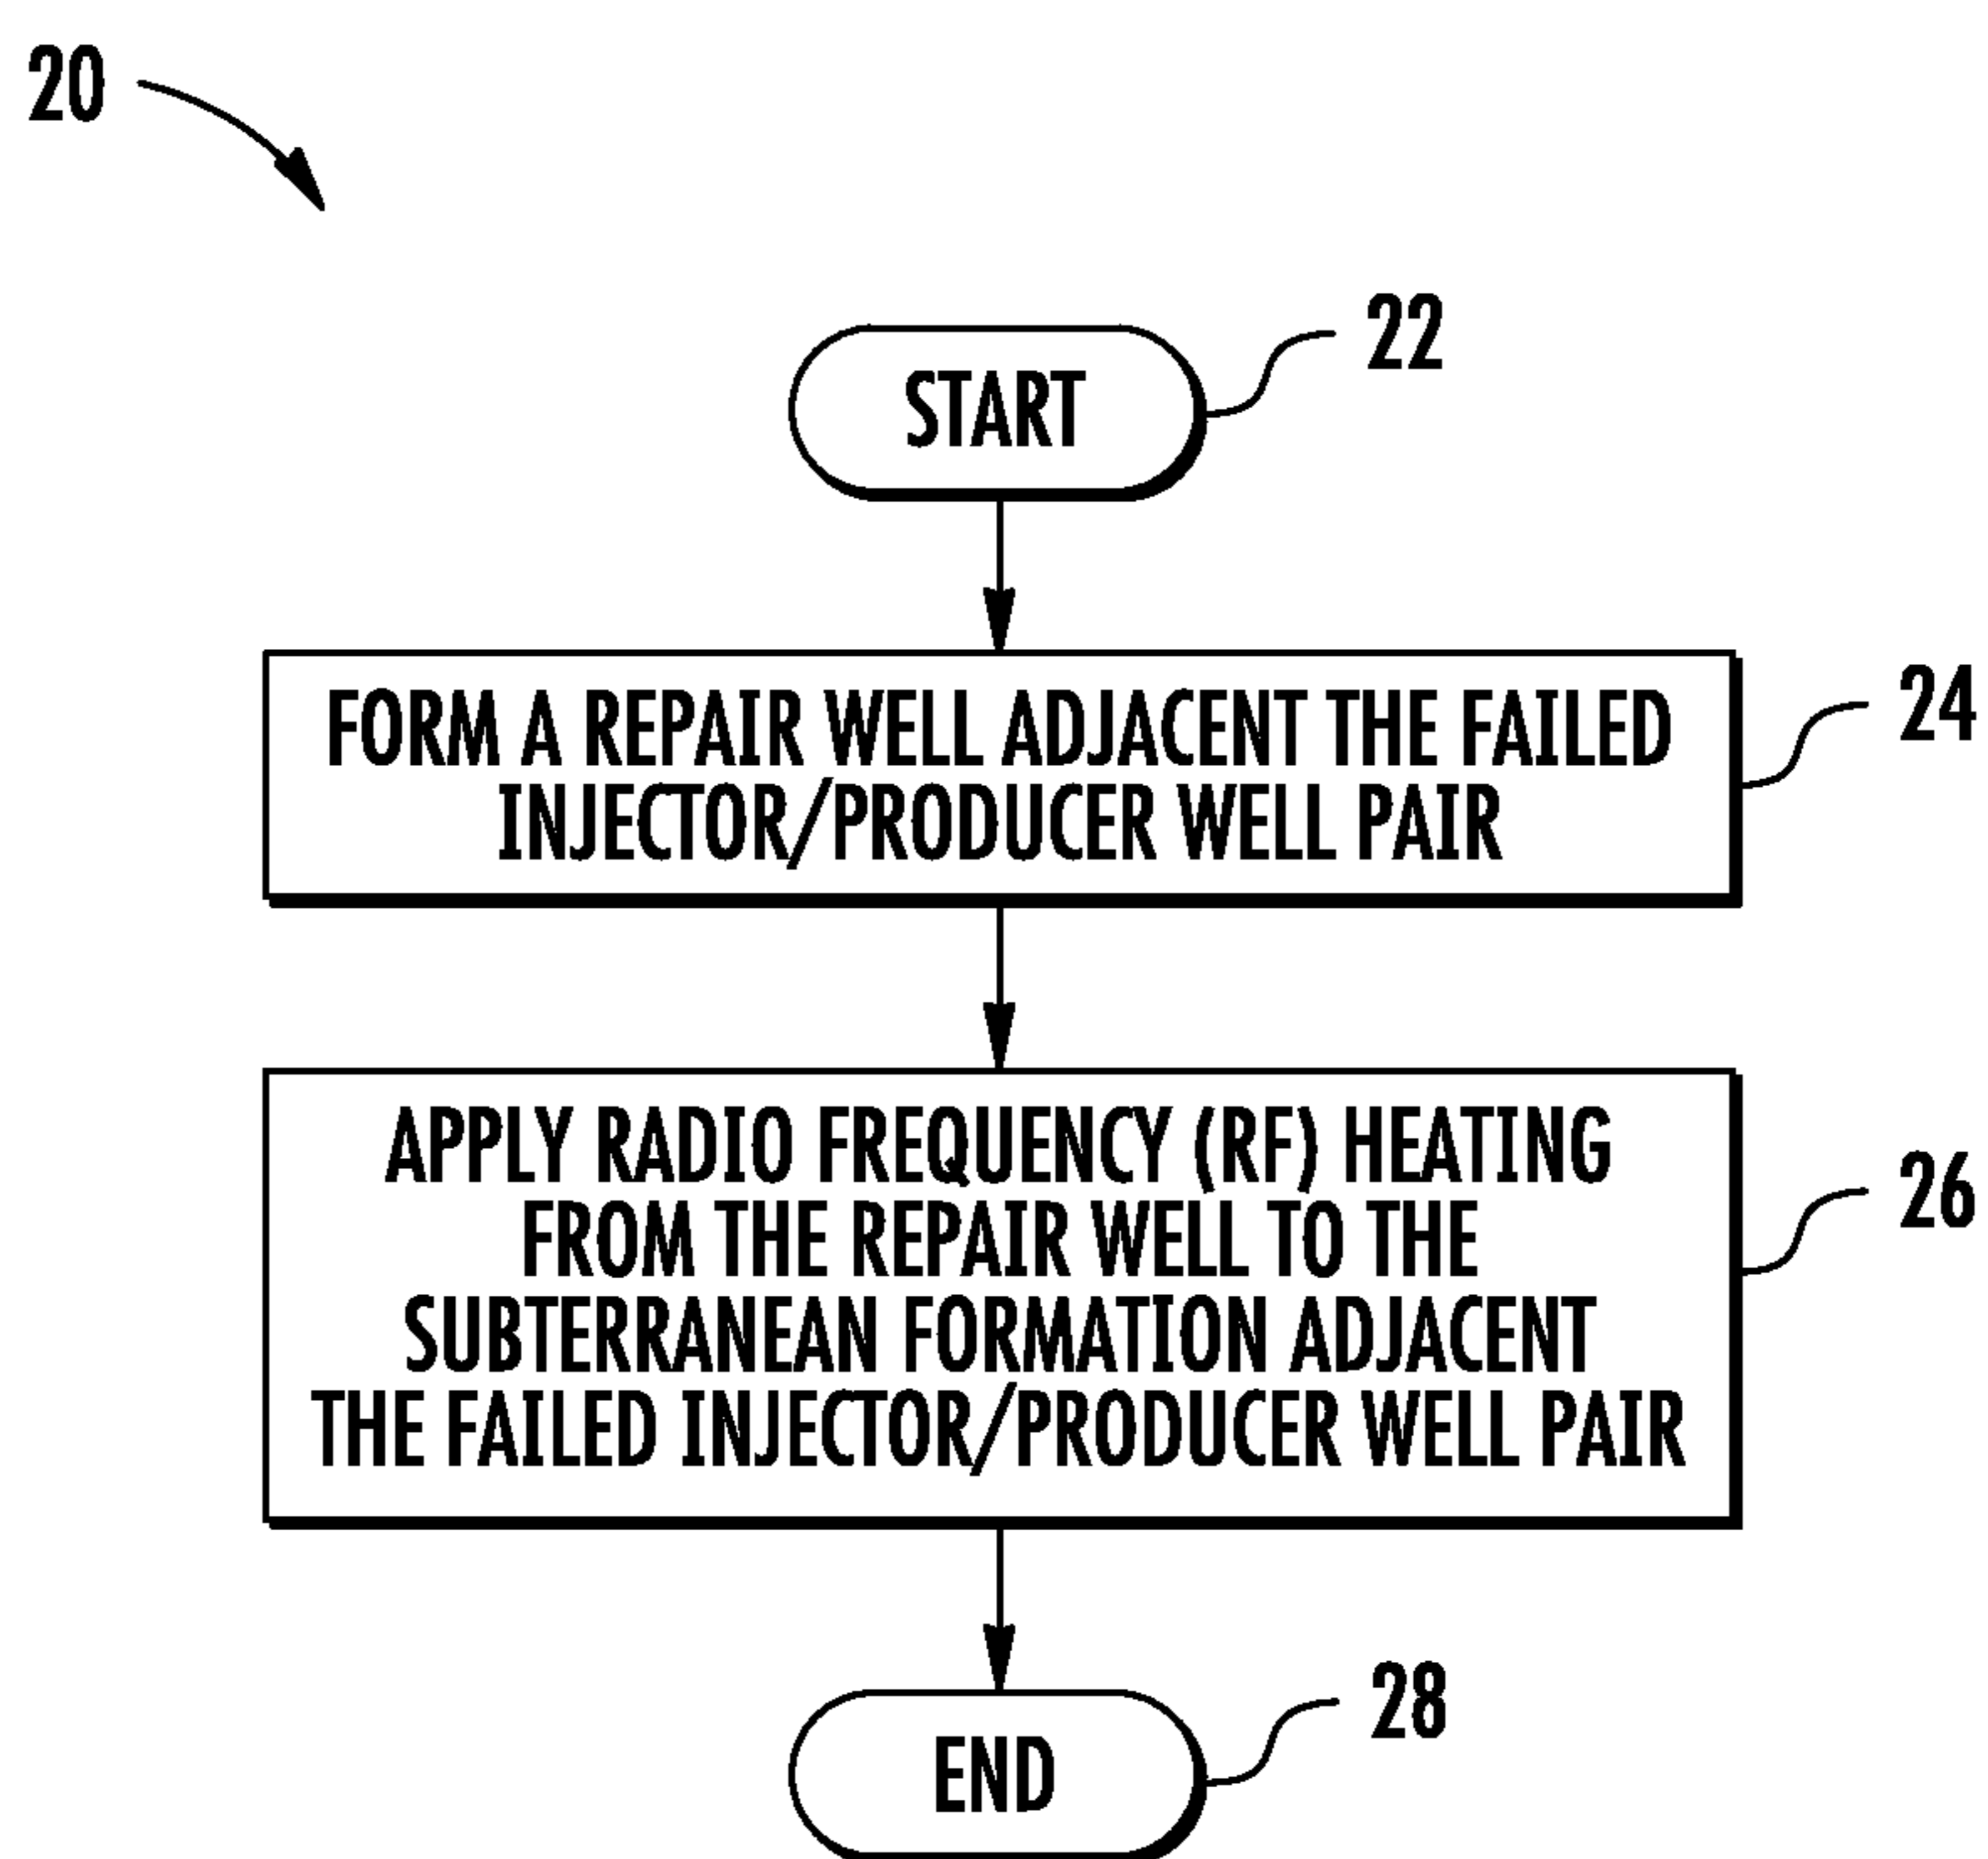 20
22
START
24
FORM A REPAIR WELL ADJACENT THE FAILED
INJECTOR/PRODUCER WELL PAIR
26
APPLY RADIO FREQUENCY (RF) HEATING
FROM THE REPAIR WELL TO THE
SUBTERRANEAN FORMATION ADJACENT
THE FAILED INJECTOR/PRODUCER WELL PAIR
28
END